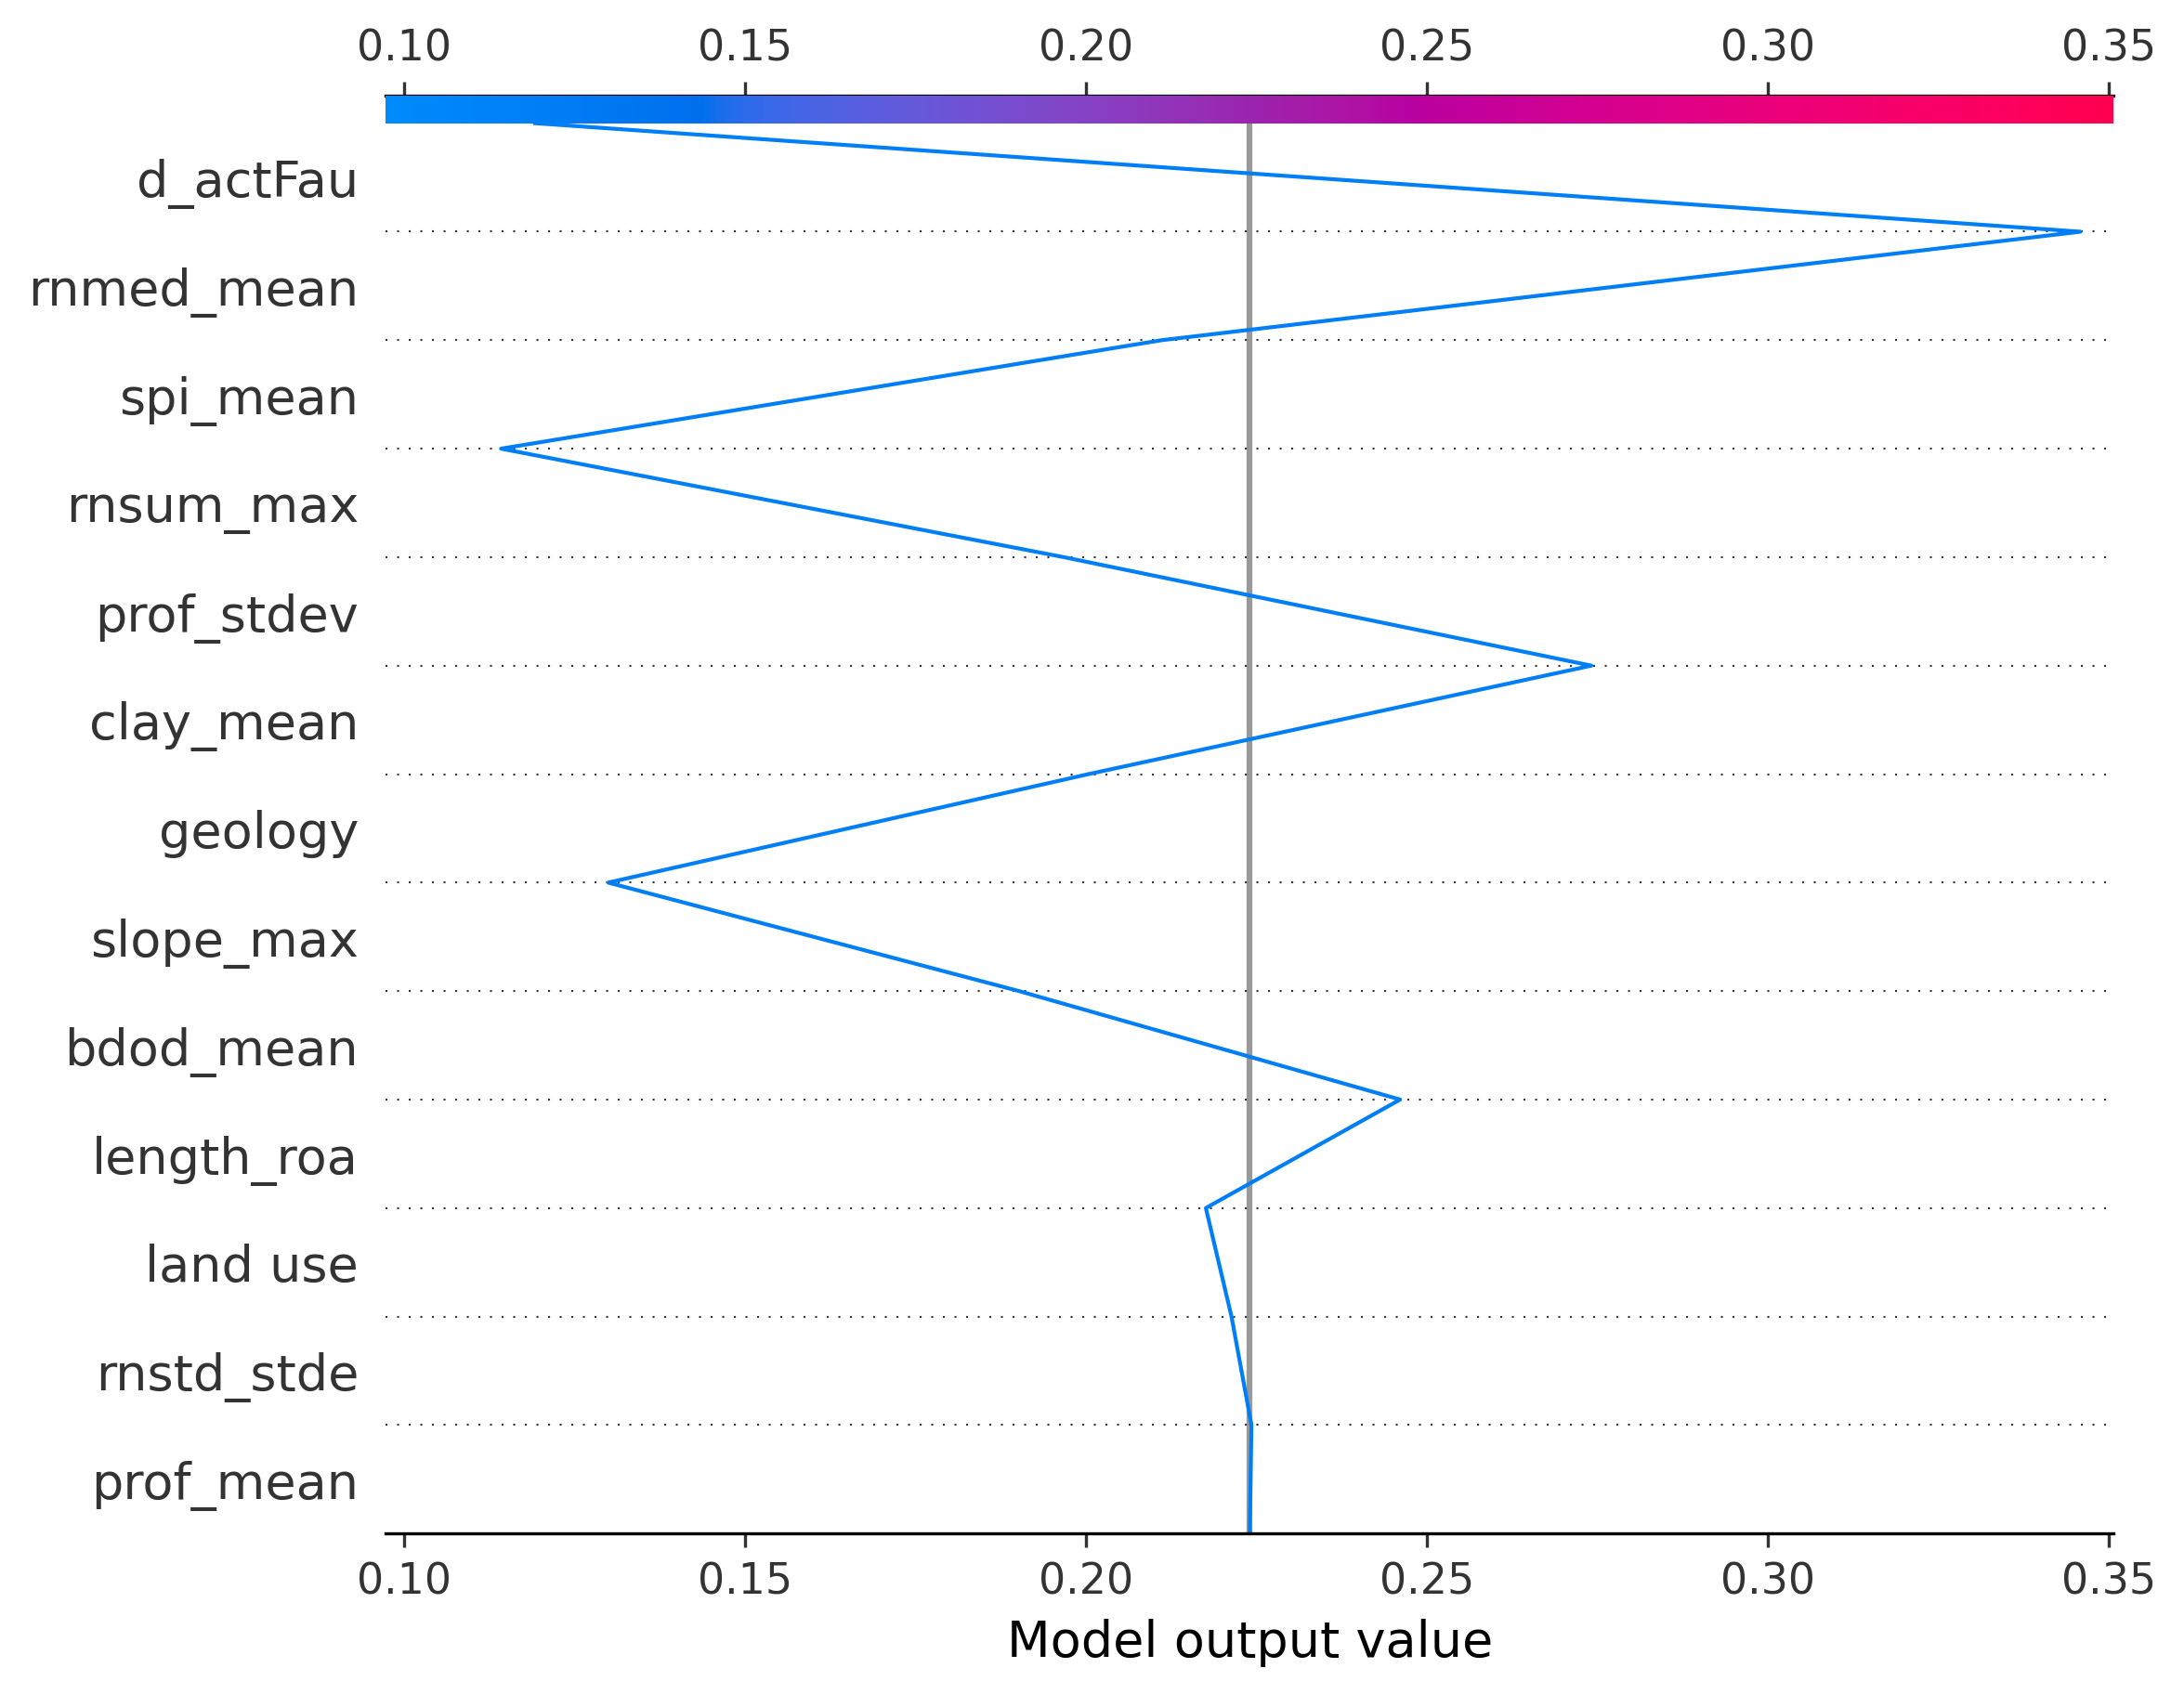 0.10 0.15 0.20 0.25 0.30 0.35
d_actFau
rnmed_mean
spi_mean
rnsum_max
prof_stdev
clay_mean
geology
slope_max
bdod_mean
length_roa
land use
rnstd_stde
prof_mean
0.10 0.15 0.20 0.25 0.30 0.35
Model output value